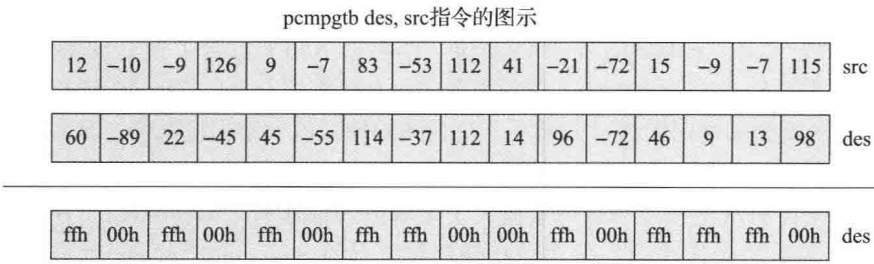 pcmpgtb des, src指令的图示
12 –10 –9 126 9 –7 83 –53 112 41 –21 –72 15 –9 –7 115 src
60 –89 22 –45 45 –55 114 –37 112 14 96 –72 46 9 13 98 des
ffh 00h ffh 00h ffh 00h ffh ffh 00h 00h ffh 00h ffh ffh ffh 00h des